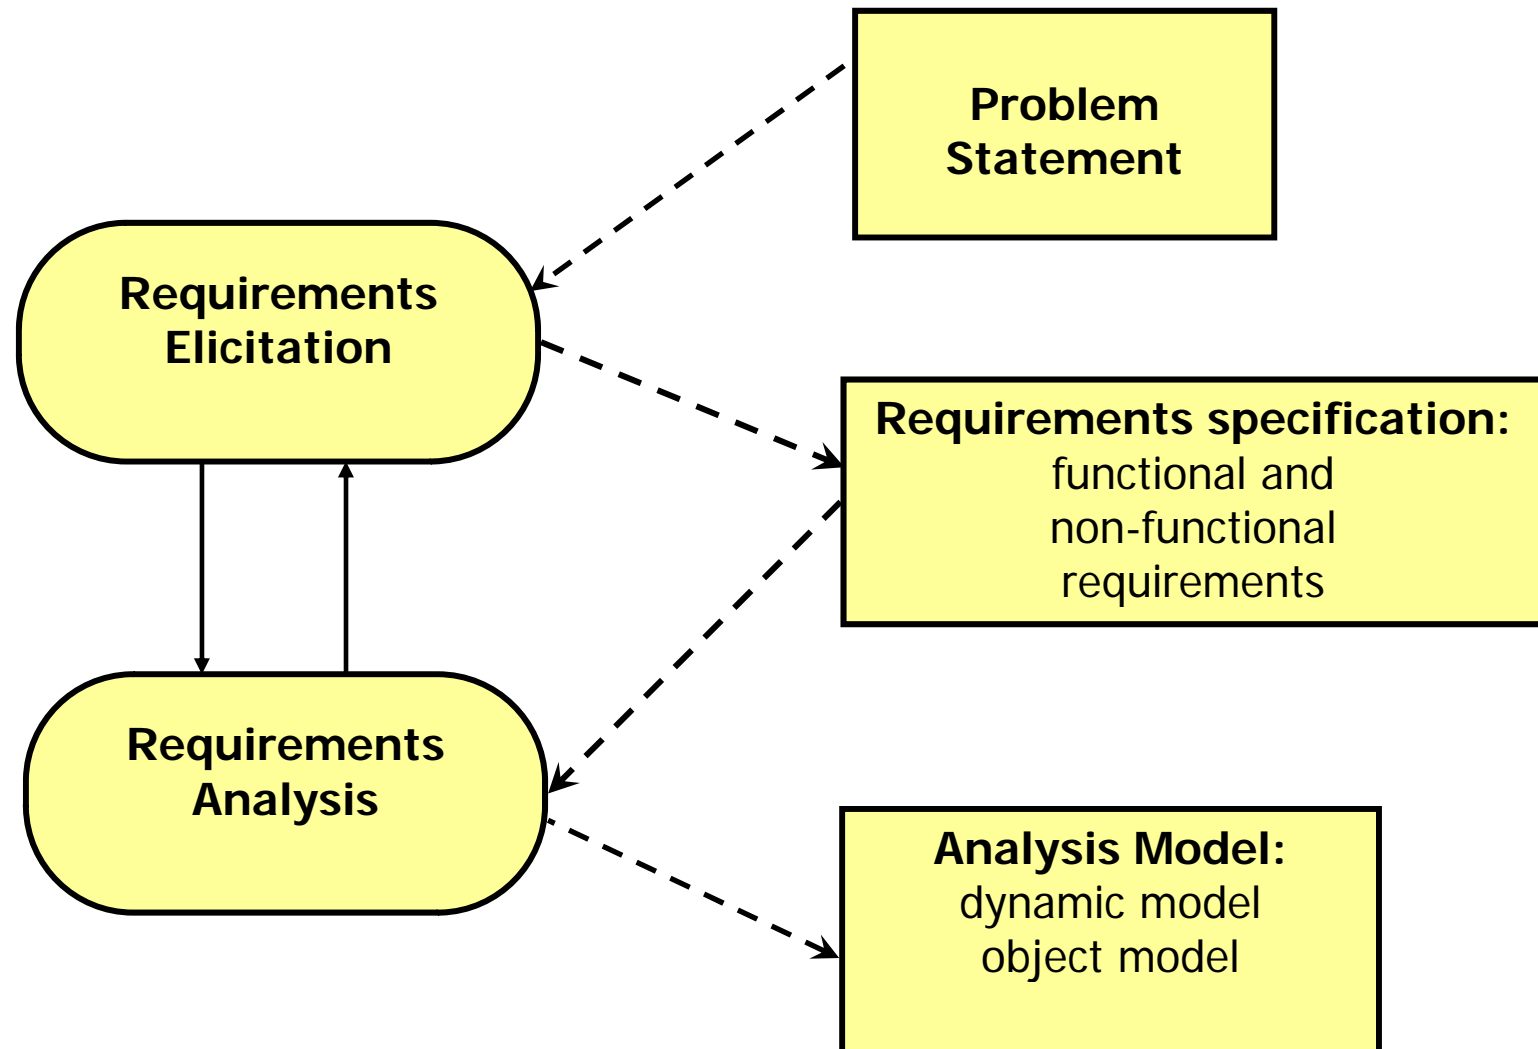 Problem
Statement
Requirements
Elicitation
Requirements specification:
functional and
non-functional
requirements
Requirements
Analysis
Analysis Model:
dynamic model
object model